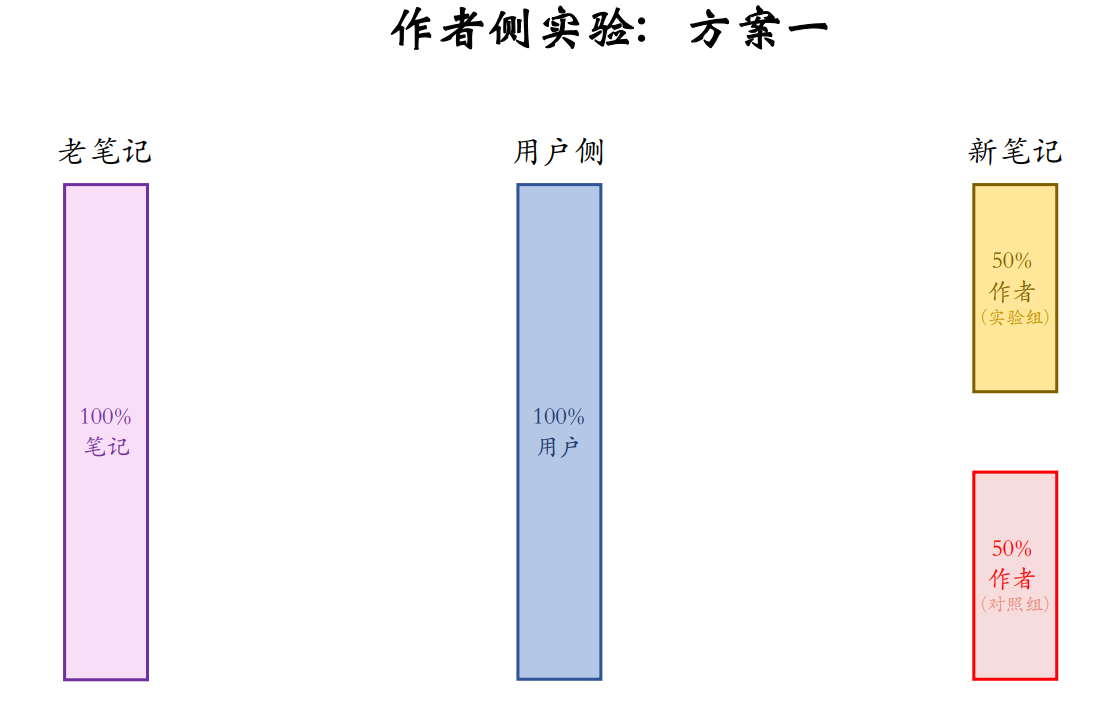 作者侧实验：方案一
老笔记
用户侧
新笔记
100%
笔记
100%
用户
50%
作者
(实验组)
50%
作者
(对照组)